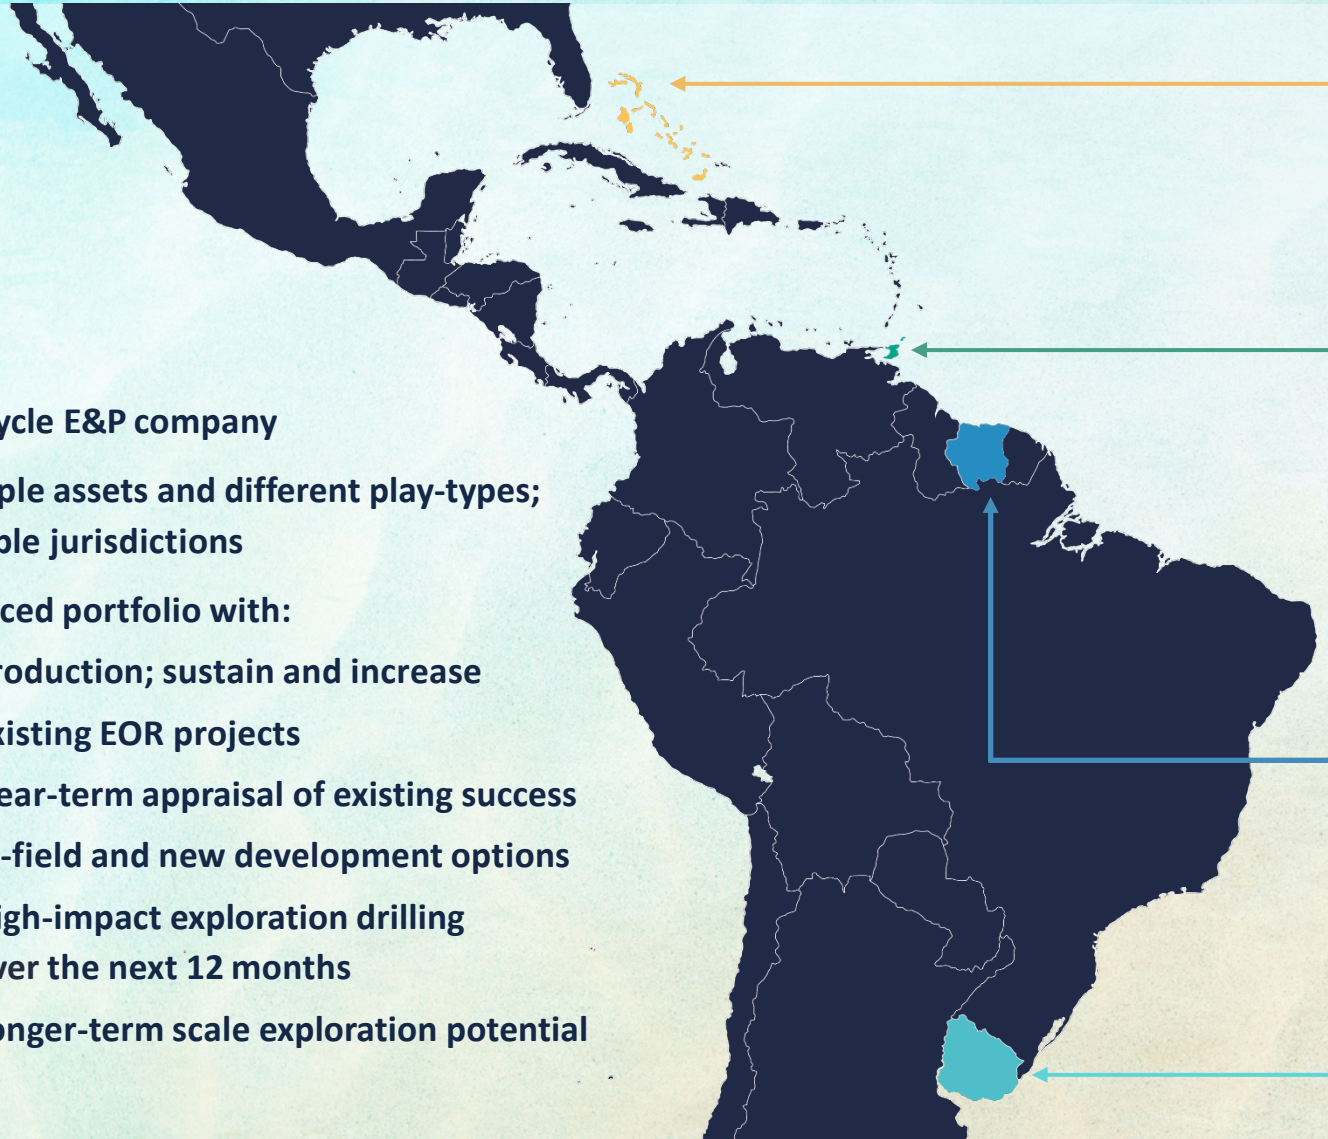 ycle E&P company
ple assets and different play-types;
ple jurisdictions
ced portfolio with:
roduction; sustain and increase
xisting EOR projects
ear-term appraisal of existing success
-field and new development options
igh-impact exploration drilling
ver the next 12 months
onger-term scale exploration potential